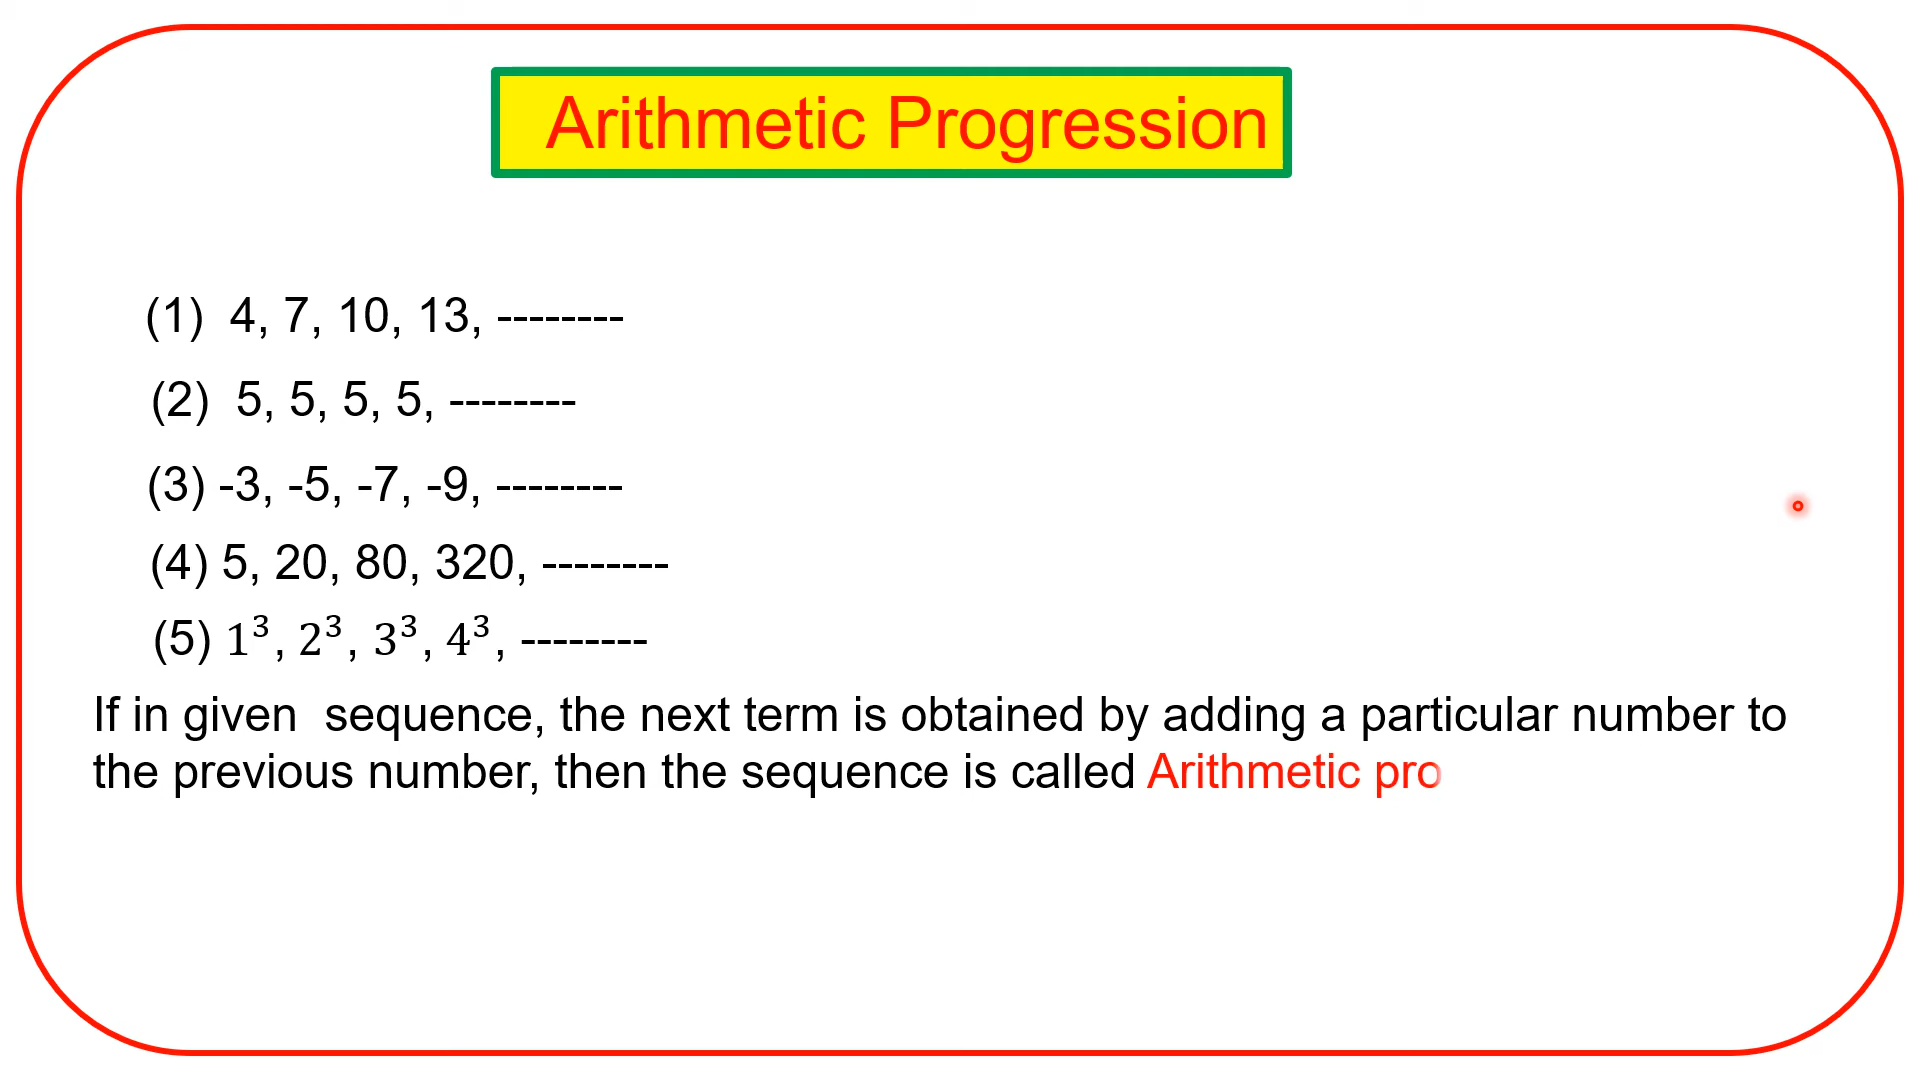 Arithmetic Progression
(1) 4, 7, 10, 13, --------
(2) 5, 5, 5, 5, --------
(3) -3, -5, -7, -9, --------
(4) 5, 20, 80, 320, --------
(5) 1³, 2³, 3³, 4³, --------
If in given sequence, the next term is obtained by adding a particular number to
the previous number, then the sequence is called Arithmetic pro